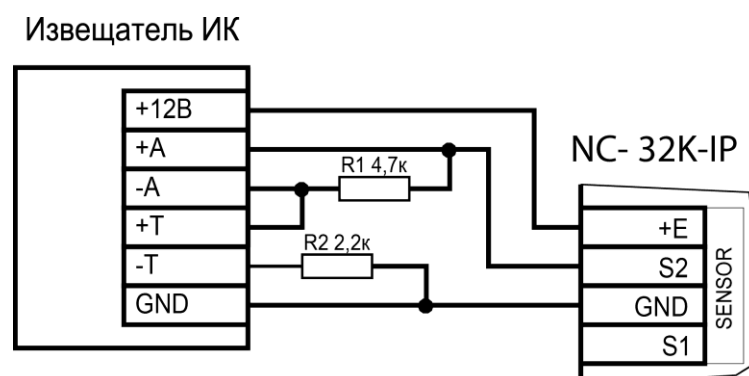 Извещатель ИК
+12В
+А
-А
+Т
-Т
GND
R1 4,7к
R2 2,2к
NC- 32K-IP
+E
S2
GND
S1
SENSOR